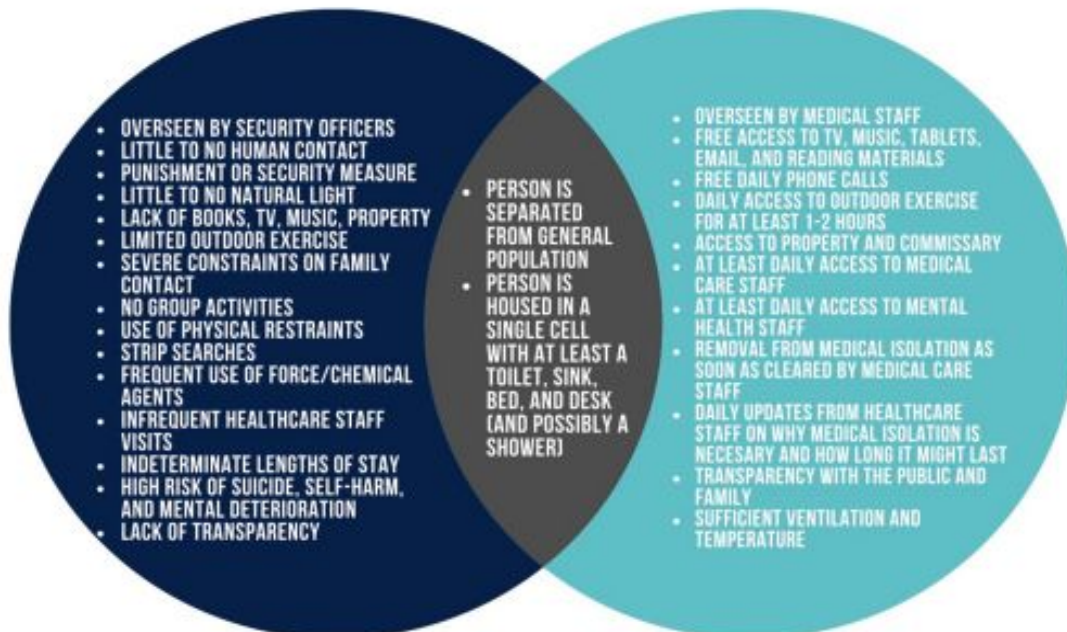 • OVERSEEN BY SECURITY OFFICERS
• LITTLE TO NO HUMAN CONTACT
• PUNISHMENT OR SECURITY MEASURE
• LITTLE TO NO NATURAL LIGHT
• LACK OF BOOKS, TV, MUSIC, PROPERTY
• LIMITED OUTDOOR EXERCISE
• SEVERE CONSTRAINTS ON FAMILY
CONTACT
• NO GROUP ACTIVITIES
• USE OF PHYSICAL RESTRAINTS
• STRIP SEARCHES
• FREQUENT USE OF FORCE/CHEMICAL
AGENTS
• INFREQUENT HEALTHCARE STAFF
VISITS
• INDETERMINATE LENGTHS OF STAY
• HIGH RISK OF SUICIDE, SELF-HARM,
AND MENTAL DETERIORATION
• LACK OF TRANSPARENCY
• PERSON IS
SEPARATED
FROM GENERAL
POPULATION
• PERSON IS
HOUSED IN A
SINGLE CELL
WITH AT LEAST A
TOILET, SINK,
BED, AND DESK
(AND POSSIBLY A
SHOWER)
• OVERSEEN BY MEDICAL STAFF
• FREE ACCESS TO TV, MUSIC, TABLETS,
EMAIL, AND READING MATERIALS
• FREE DAILY PHONE CALLS
• DAILY ACCESS TO OUTDOOR EXERCISE
FOR AT LEAST 1-2 HOURS
• ACCESS TO PROPERTY AND COMMISSARY
• AT LEAST DAILY ACCESS TO MEDICAL
CARE STAFF
• AT LEAST DAILY ACCESS TO MENTAL
HEALTH STAFF
• REMOVAL FROM MEDICAL ISOLATION AS
SOON AS CLEARED BY MEDICAL CARE
STAFF
• DAILY UPDATES FROM HEALTHCARE
STAFF ON WHY MEDICAL ISOLATION IS
NECESARY AND HOW LONG IT MIGHT LAST
• TRANSPARENCY WITH THE PUBLIC AND
FAMILY
• SUFFICIENT VENTILATION AND
TEMPERATURE